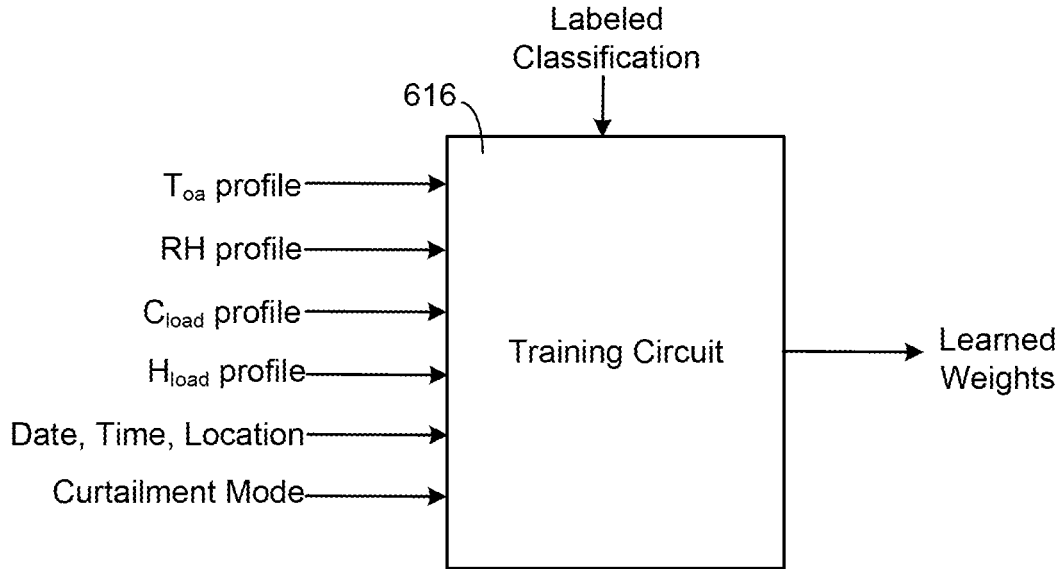 Labeled
Classification
616
T_oa profile
RH profile
C_load profile
H_load profile
Date, Time, Location
Curtailment Mode
Training Circuit
Learned
Weights